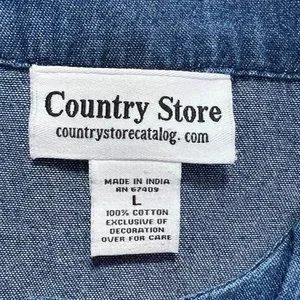 Country Store
countrystorecatalog. com
MADE IN INDIA
RN 67409
L
100% COTTON
EXCLUSIVE OF
DECORATION
OVER FOR CARE